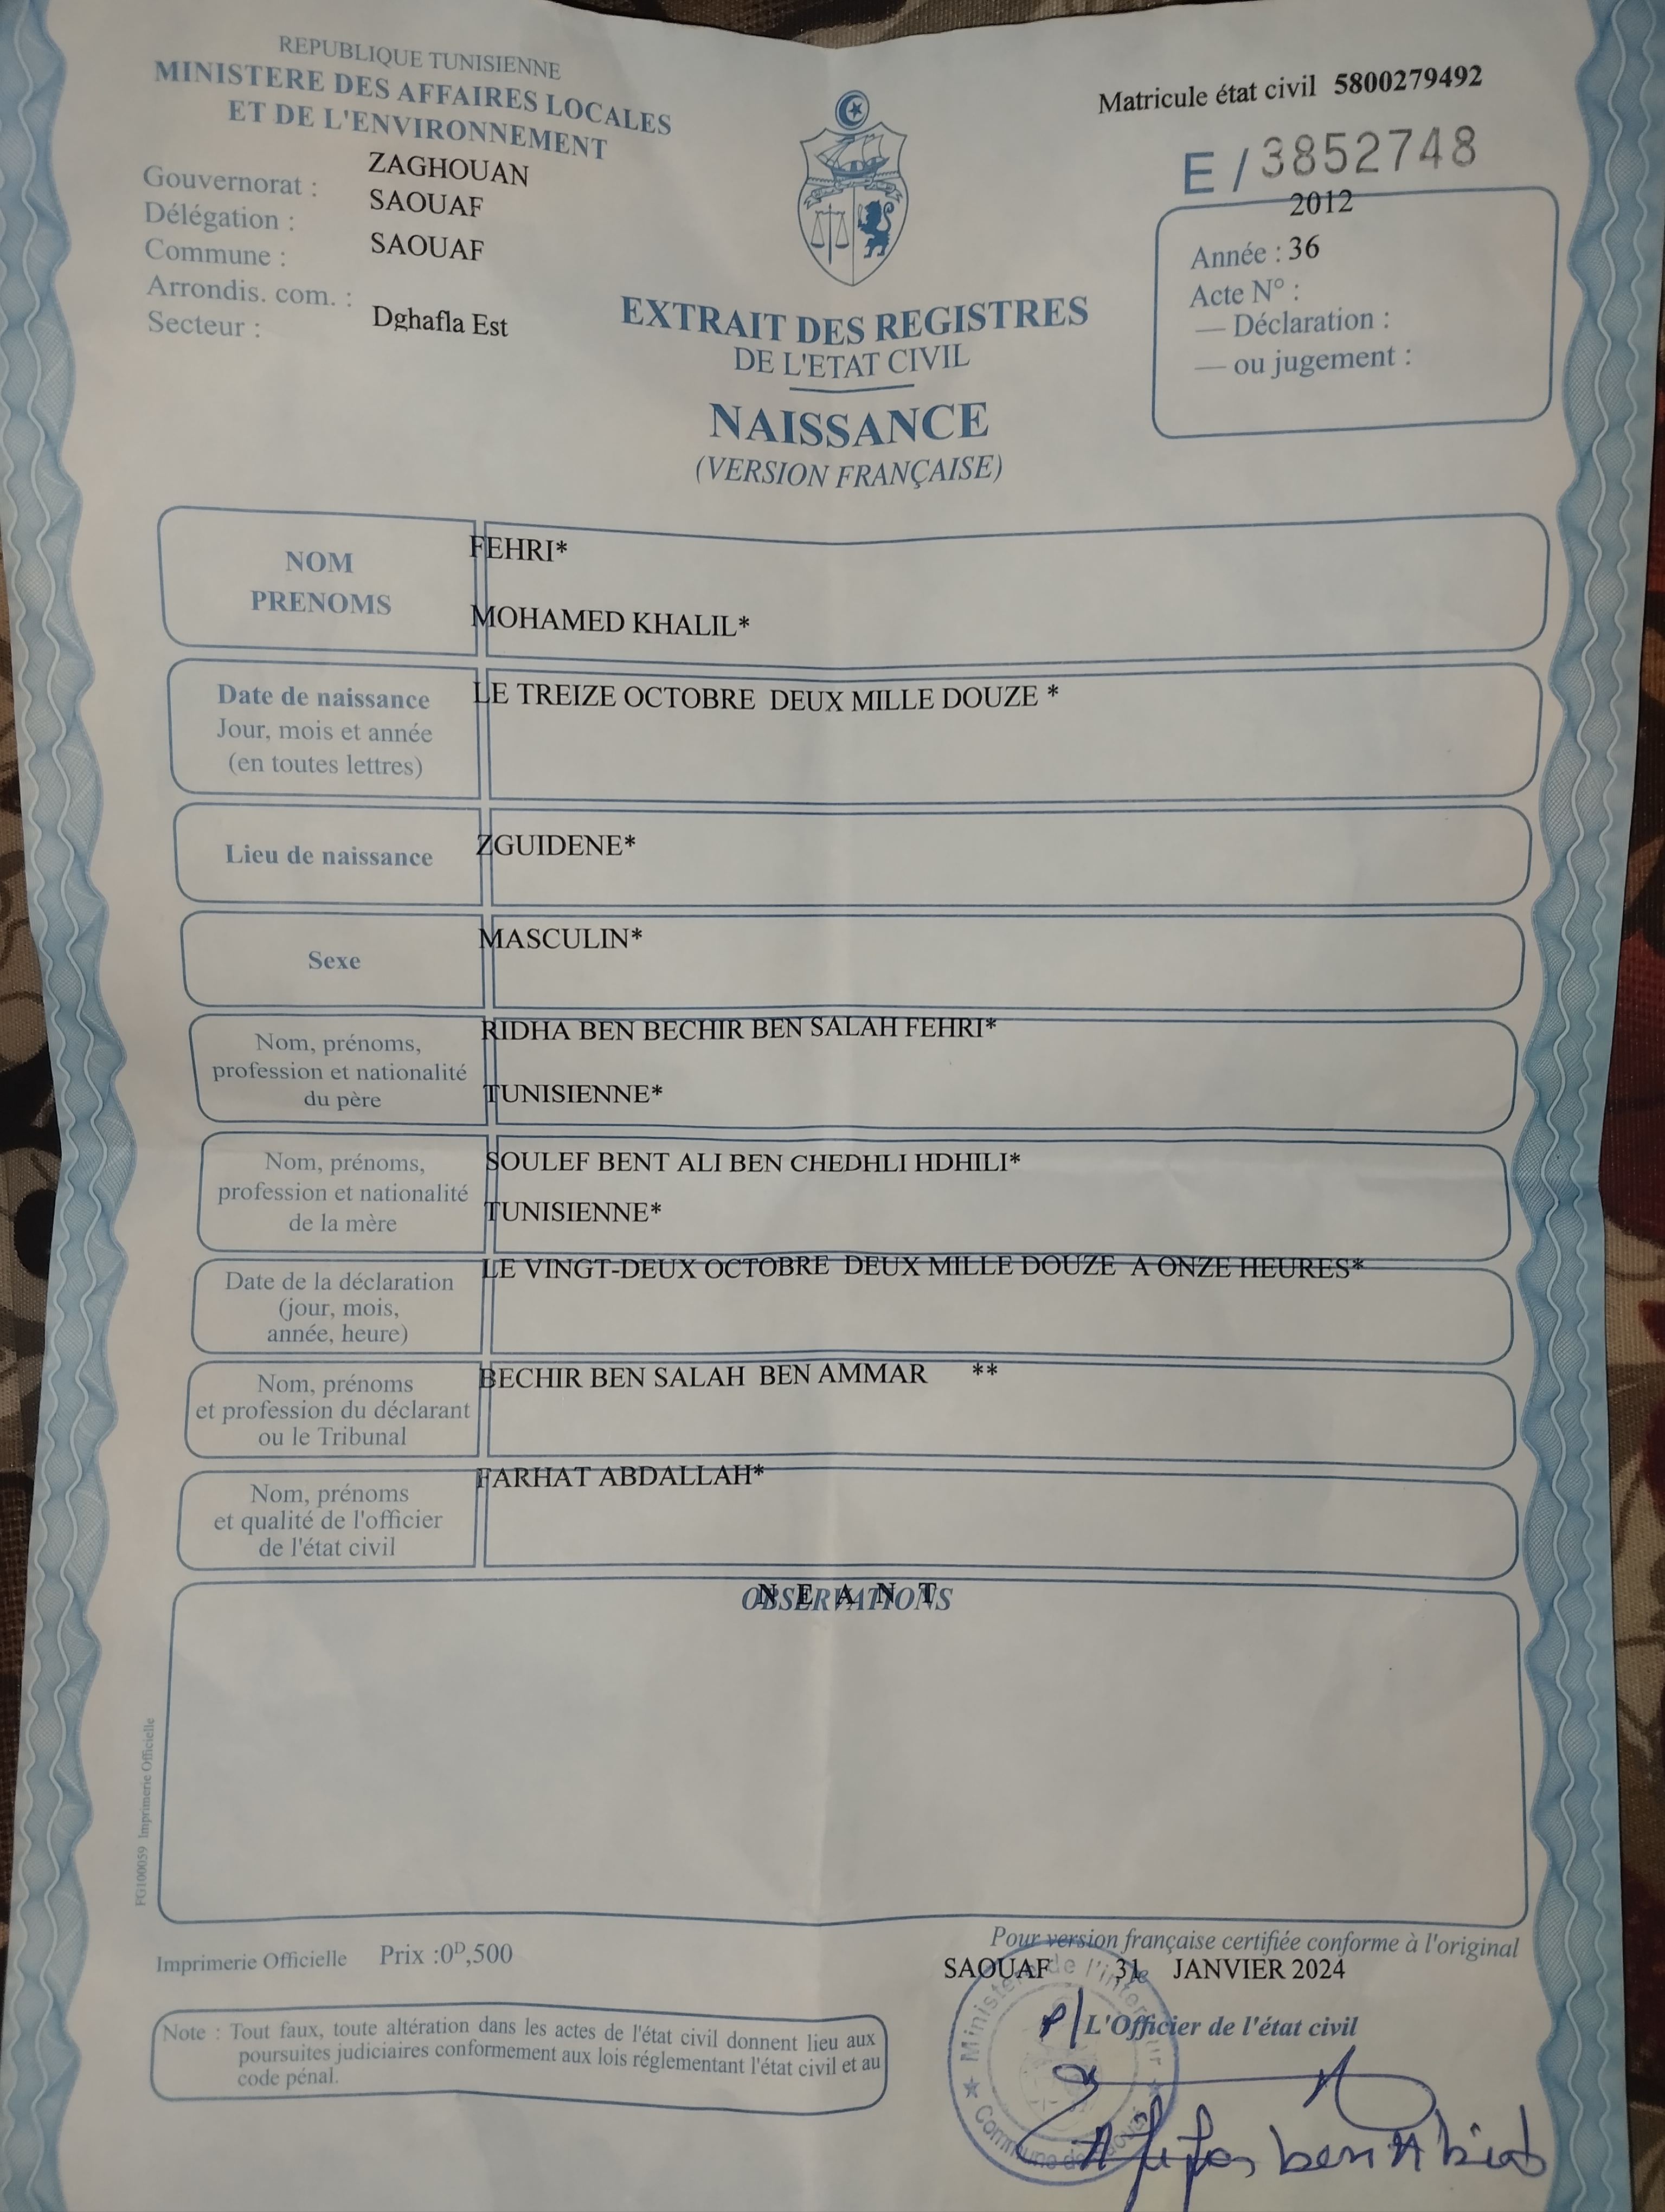 REPUBLIQUE TUNISIENNE
MINISTERE DES AFFAIRES LOCALES
ET DE L'ENVIRONNEMENT
Gouvernorat : ZAGHOUAN
Délégation : SAOUAF
Commune : SAOUAF
Arrondis. com. :
Secteur : Dghafla Est
Matricule état civil 5800279492
E / 3852748
2012
Année : 36
Acte N° :
— Déclaration :
— ou jugement :
EXTRAIT DES REGISTRES
DE L'ETAT CIVIL
NAISSANCE
(VERSION FRANÇAISE)
NOM
PRENOMS
FEHRI*
MOHAMED KHALIL*
Date de naissance
Jour, mois et année
(en toutes lettres)
LE TREIZE OCTOBRE DEUX MILLE DOUZE *
Lieu de naissance
ZGUIDENE*
Sexe
MASCULIN*
Nom, prénoms,
profession et nationalité
du père
RIDHA BEN BECHIR BEN SALAH FEHRI*
TUNISIENNE*
Nom, prénoms,
profession et nationalité
de la mère
SOULEF BENT ALI BEN CHEDHLI HDHILI*
TUNISIENNE*
Date de la déclaration
(jour, mois,
année, heure)
LE VINGT-DEUX OCTOBRE DEUX MILLE DOUZE A ONZE HEURES*
Nom, prénoms
et profession du déclarant
ou le Tribunal
BECHIR BEN SALAH BEN AMMAR **
Nom, prénoms
et qualité de l'officier
de l'état civil
FARHAT ABDALLAH*
OBSERVATIONS
N E A N T
FG100059 Imprimerie Officielle
Imprimerie Officielle Prix :0ᴰ,500
Note : Tout faux, toute altération dans les actes de l'état civil donnent lieu aux
poursuites judiciaires conformement aux lois réglementant l'état civil et au
code pénal.
Pour version française certifiée conforme à l'original
SAOUAF le 31 JANVIER 2024
P/ L'Officier de l'état civil
Ministère de l'interieur
Commune de Saouaf